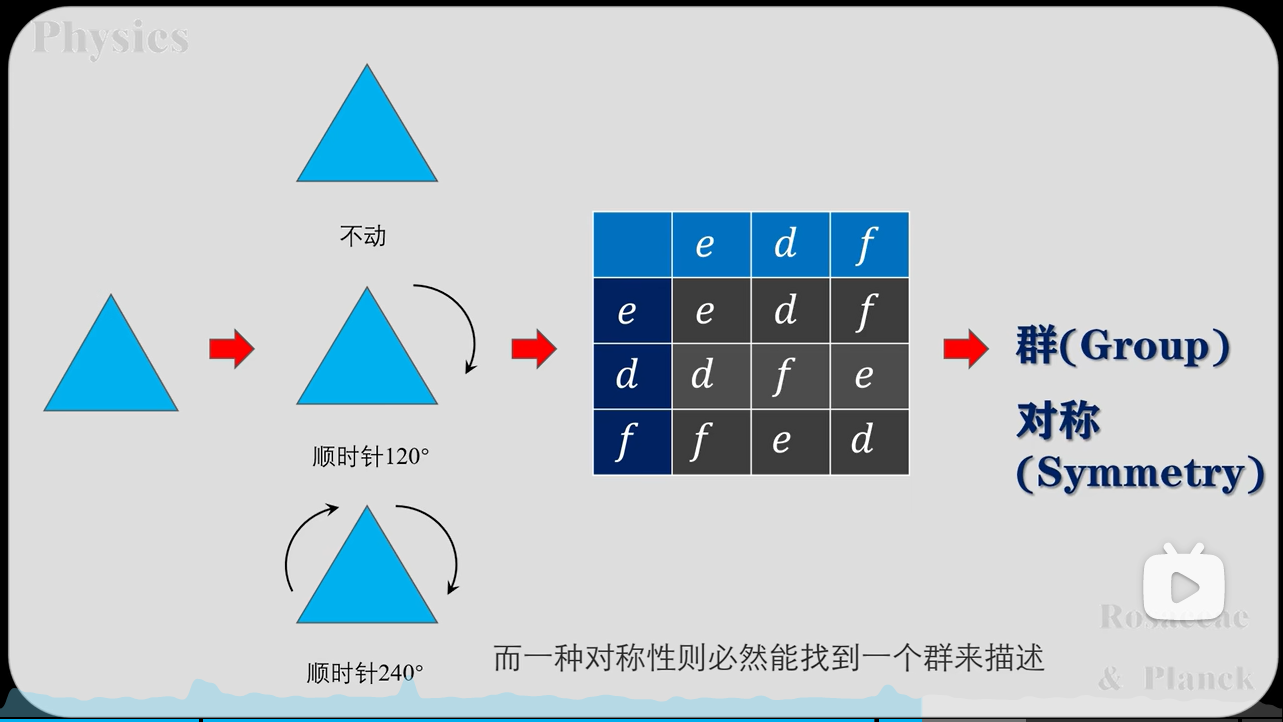 Physics
不动
顺时针120°
顺时针240°
e d f
e e d f
d d f e
f f e d
群(Group)
对称
(Symmetry)
而一种对称性则必然能找到一个群来描述
Rosaceae
& Planck